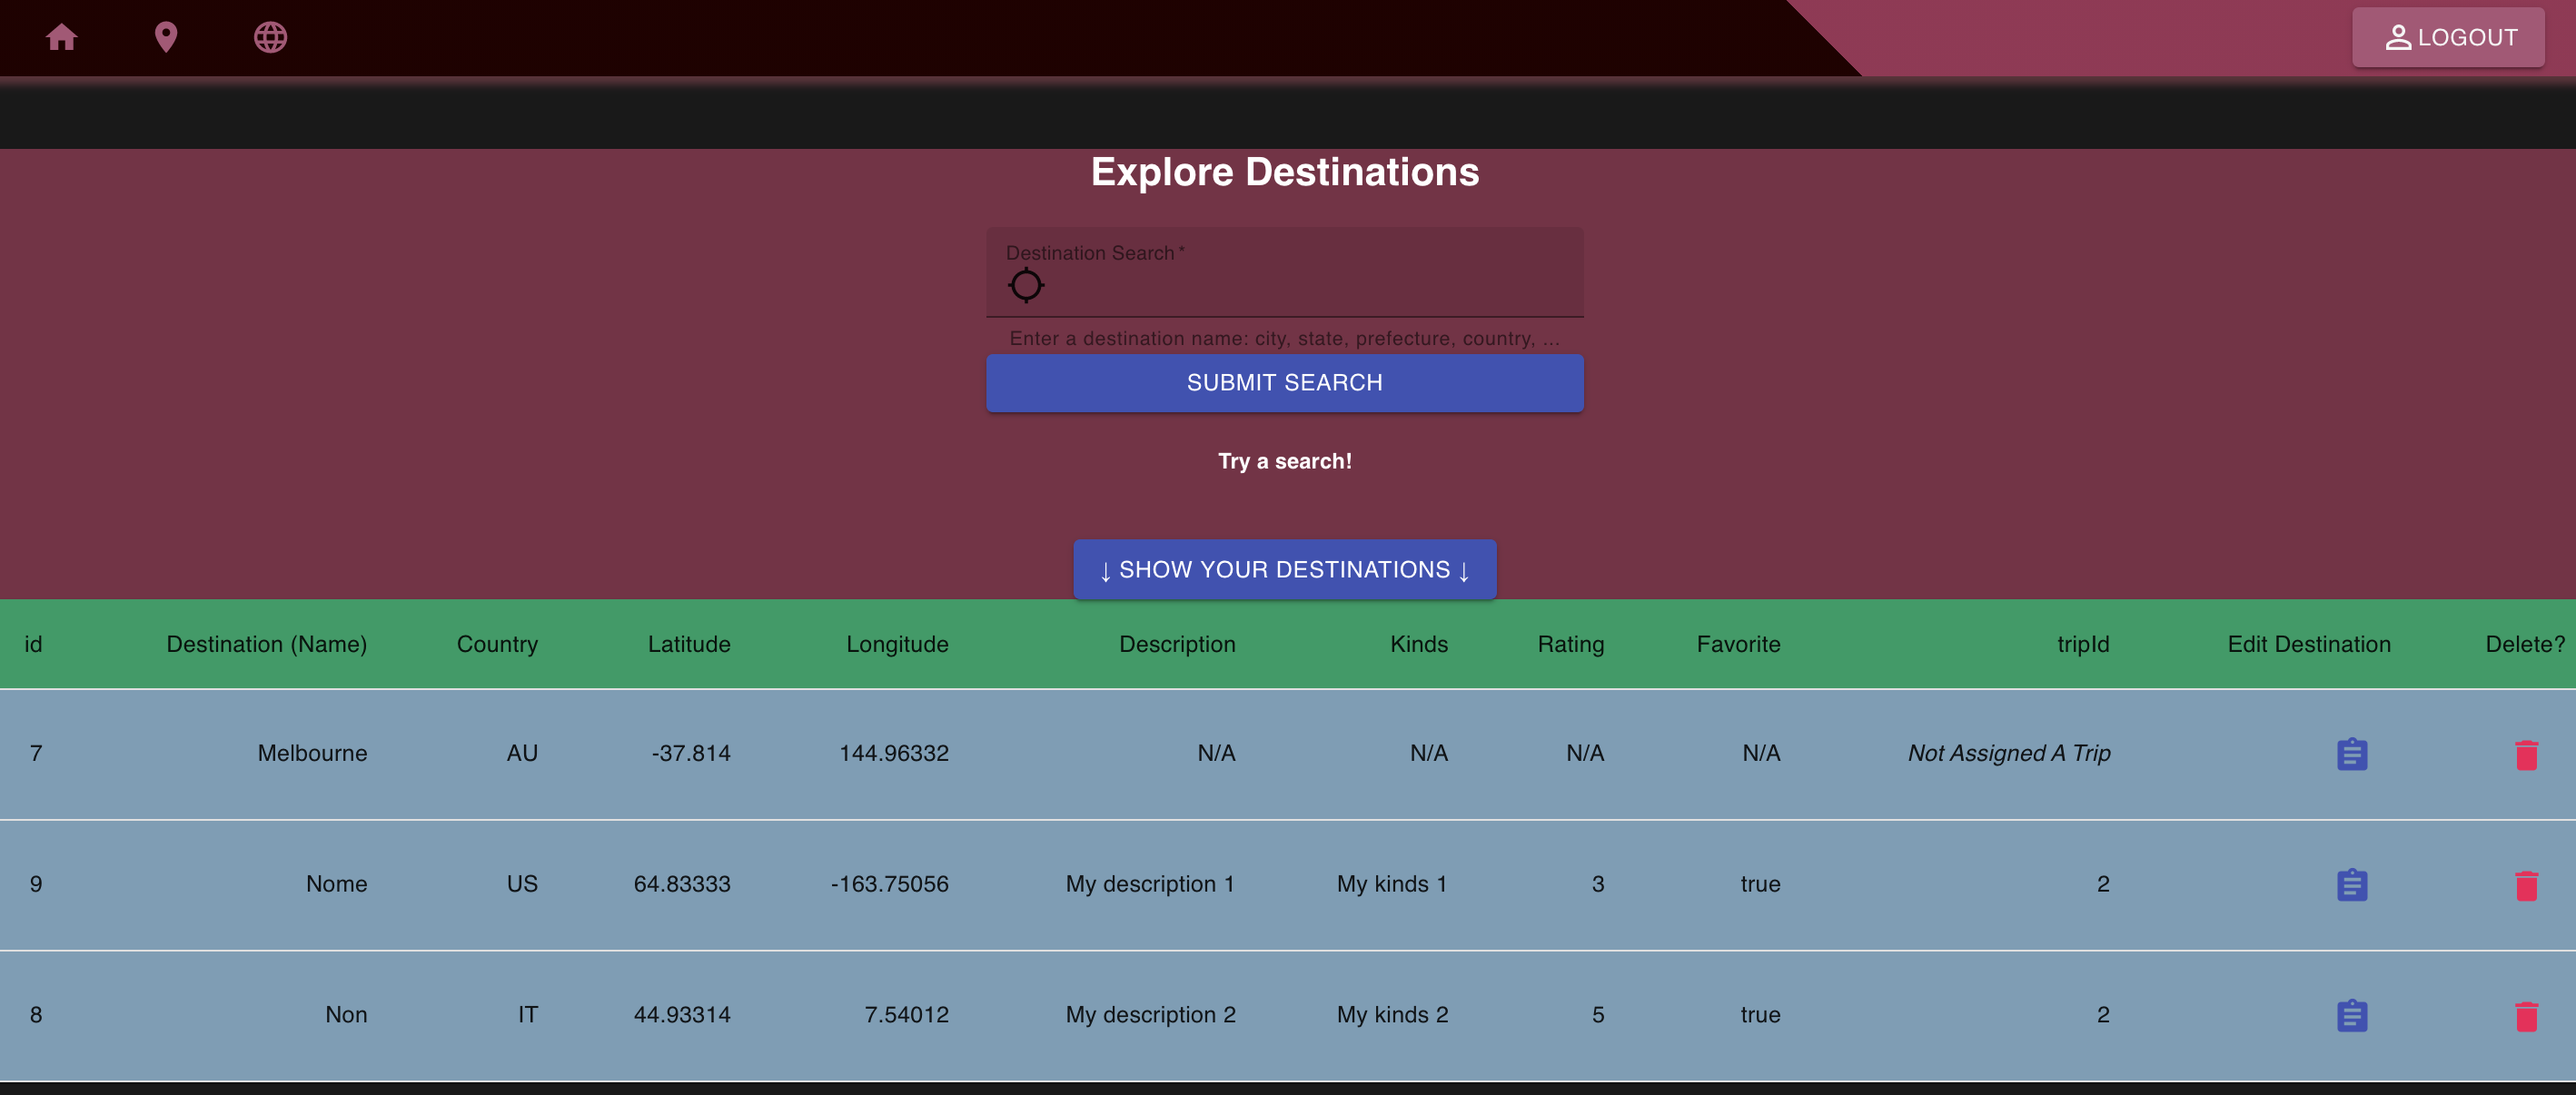 LOGOUT
Explore Destinations
Destination Search *
Enter a destination name: city, state, prefecture, country, ...
SUBMIT SEARCH
Try a search!
↓ SHOW YOUR DESTINATIONS ↓
id Destination (Name) Country Latitude Longitude Description Kinds Rating Favorite tripId Edit Destination Delete?
7 Melbourne AU -37.814 144.96332 N/A N/A N/A N/A Not Assigned A Trip
9 Nome US 64.83333 -163.75056 My description 1 My kinds 1 3 true 2
8 Non IT 44.93314 7.54012 My description 2 My kinds 2 5 true 2